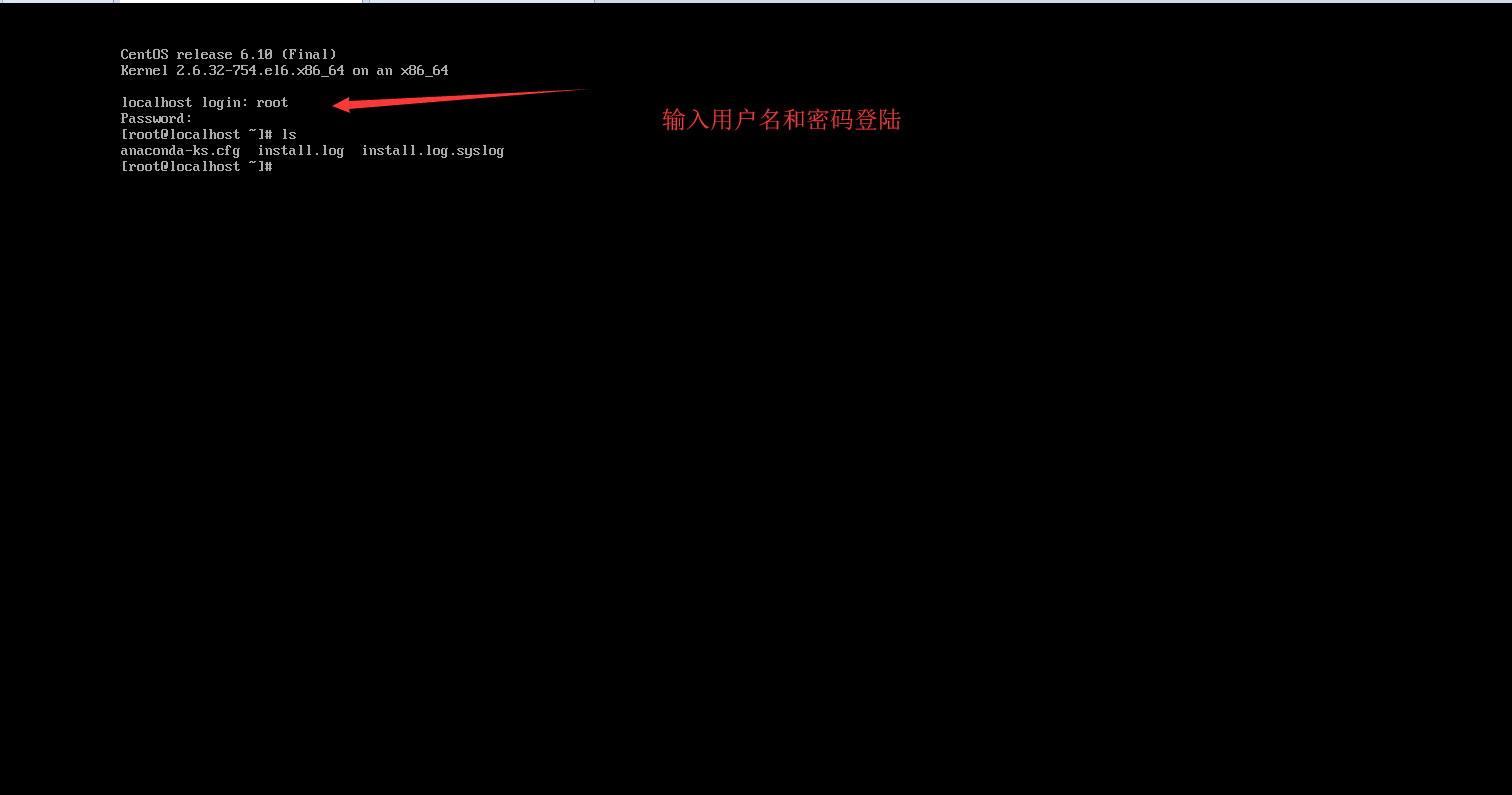 CentOS release 6.10 (Final)
Kernel 2.6.32-754.el6.x86_64 on an x86_64
localhost login: root
输入用户名和密码登陆
Password:
[root@localhost ~]# ls
anaconda-ks.cfg  install.log  install.log.syslog
[root@localhost ~]#